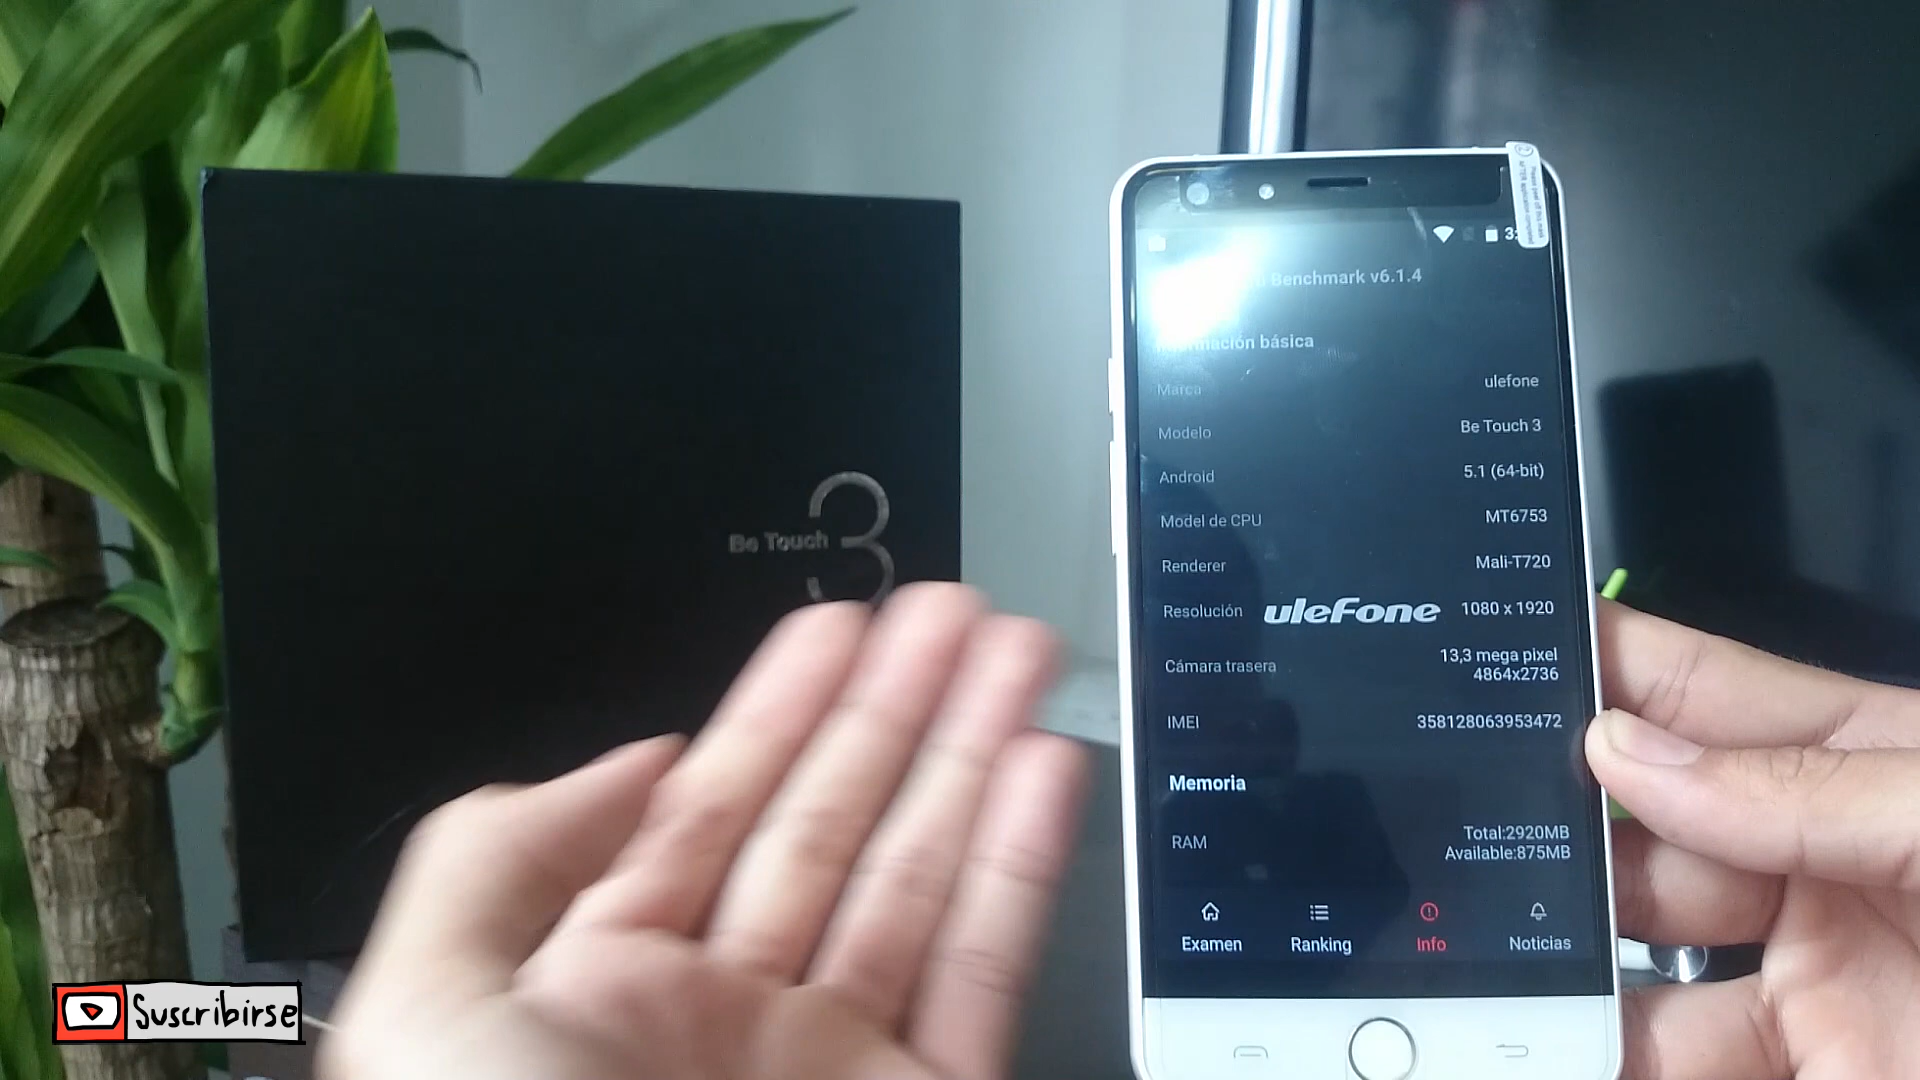 Be Touch 3
Benchmark v6.1.4
básica
Marca ulefone
Modelo Be Touch 3
Android 5.1 (64-bit)
Model de CPU MT6753
Renderer Mali-T720
Resolución 1080 x 1920
uleFone
Cámara trasera 13,3 mega pixel
4864x2736
IMEI 358128063953472
Memoria
RAM Total:2920MB
Available:875MB
Examen Ranking Info Noticias
Suscribirse